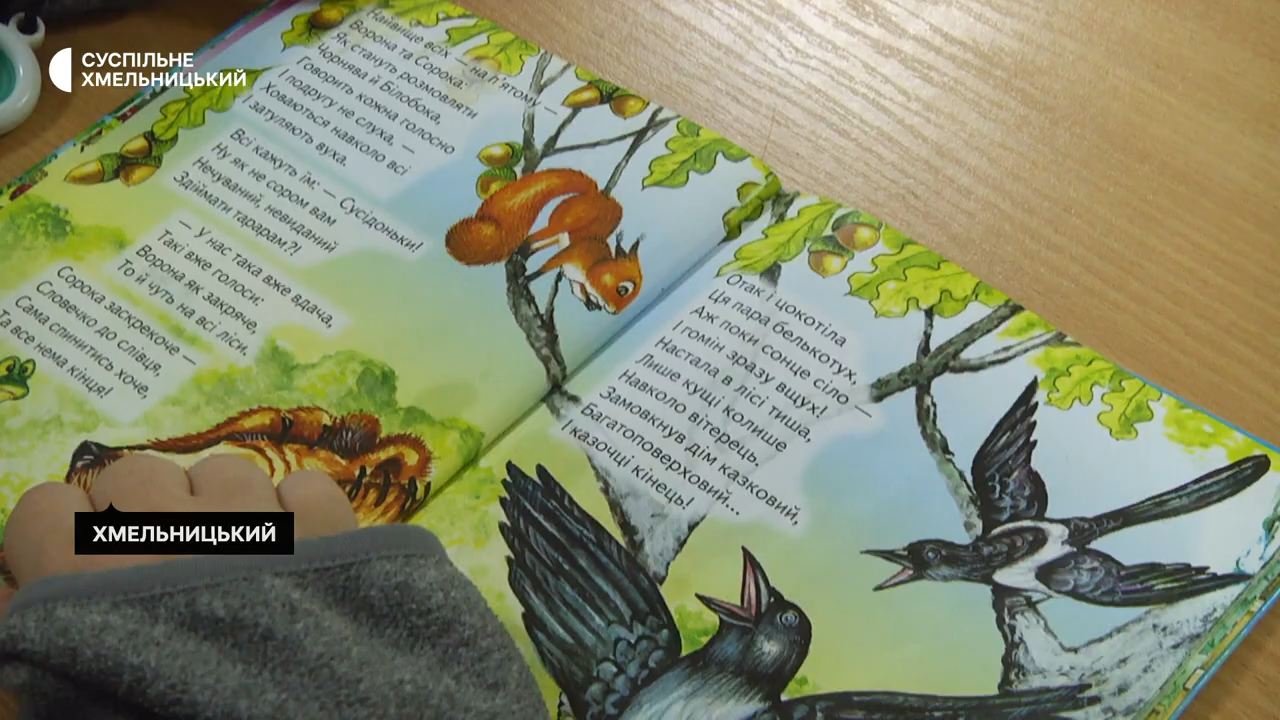 СУСПІЛЬНЕ
ХМЕЛЬНИЦЬКИЙ
Найвище всіх — на п'ятому —
Ворона та Сорока:
Як стануть розмовляти
Чорнява й Білобока,
Говорить кожна голосно
І подругу не слуха, —
Ховаються навколо всі
І затуляють вуха.
Всі кажуть їм: — Сусідоньки!
Ну як не сором вам
Нечуваний, невиданий
Здіймати тарарам?!
— У нас така вже вдача,
Такі вже голоси:
Ворона як закряче,
То й чуть на всі ліси.
Сорока заскрекоче —
Словечко до слівця,
Сама спинитись хоче,
Та все нема кінця!
Отак і цокотіла
Ця пара белькотух,
Аж поки сонце сіло —
І гомін зразу вщух!
Настала в лісі тиша,
Лише кущі колише
Навколо вітерець.
Замовкнув дім казковий,
Багатоповерховий...
І казочці кінець!
ХМЕЛЬНИЦЬКИЙ